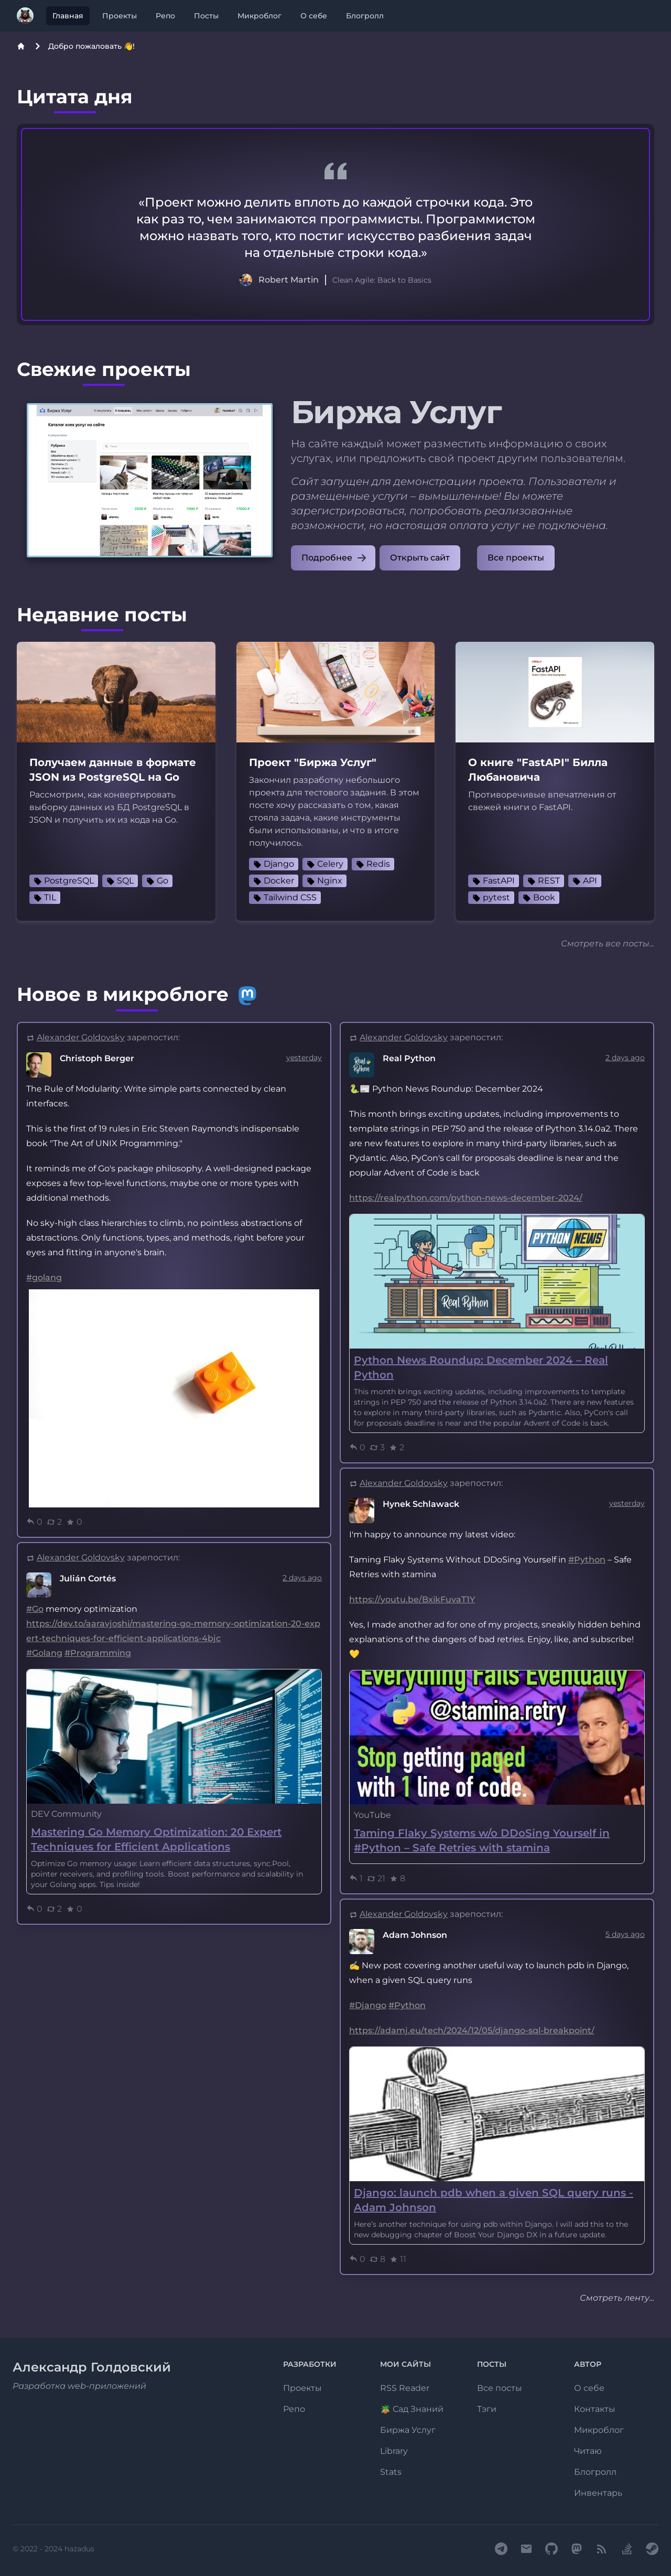 Главная
Проекты
Репо
Посты
Микроблог
О себе
Блогролл
Добро пожаловать 👋!
Цитата дня
«Проект можно делить вплоть до каждой строчки кода. Это
как раз то, чем занимаются программисты. Программистом
можно назвать того, кто постиг искусство разбиения задач
на отдельные строки кода.»
Robert Martin
Clean Agile: Back to Basics
Свежие проекты
Биржа Услуг
На сайте каждый может разместить информацию о своих
услугах, или предложить свой проект другим пользователям.
Сайт запущен для демонстрации проекта. Пользователи и
размещенные услуги – вымышленные! Вы можете
зарегистрироваться, попробовать реализованные
возможности, но настоящая оплата услуг не подключена.
Подробнее
Открыть сайт
Все проекты
Недавние посты
Получаем данные в формате
JSON из PostgreSQL на Go
Рассмотрим, как конвертировать
выборку данных из БД PostgreSQL в
JSON и получить их из кода на Go.
PostgreSQL
SQL
Go
TIL
Проект "Биржа Услуг"
Закончил разработку небольшого
проекта для тестового задания. В этом
посте хочу рассказать о том, какая
стояла задача, какие инструменты
были использованы, и что в итоге
получилось.
Django
Celery
Redis
Docker
Nginx
Tailwind CSS
FastAPI
О книге "FastAPI" Билла
Любановича
Противоречивые впечатления от
свежей книги о FastAPI.
FastAPI
REST
API
pytest
Book
Смотреть все посты...
Новое в микроблоге
Alexander Goldovsky запостил:
Christoph Berger
yesterday
The Rule of Modularity: Write simple parts connected by clean
interfaces.
This is the first of 19 rules in Eric Steven Raymond's indispensable
book "The Art of UNIX Programming."
It reminds me of Go's package philosophy. A well-designed package
exposes a few top-level functions, maybe one or more types with
additional methods.
No sky-high class hierarchies to climb, no pointless abstractions of
abstractions. Only functions, types, and methods, right before your
eyes and fitting in anyone's brain.
#golang
0 2 0
Alexander Goldovsky запостил:
Julián Cortés
2 days ago
#Go memory optimization
https://dev.to/aaravjoshi/mastering-go-memory-optimization-20-exp
ert-techniques-for-efficient-applications-4bjc
#Golang #Programming
DEV Community
Mastering Go Memory Optimization: 20 Expert
Techniques for Efficient Applications
Optimize Go memory usage: Learn efficient data structures, sync.Pool,
pointer receivers, and profiling tools. Boost performance and scalability in
your Golang apps. Tips inside!
0 2 0
Alexander Goldovsky запостил:
Real Python
2 days ago
🐍📰 Python News Roundup: December 2024
This month brings exciting updates, including improvements to
template strings in PEP 750 and the release of Python 3.14.0a2. There
are new features to explore in many third-party libraries, such as
Pydantic. Also, PyCon's call for proposals deadline is near and the
popular Advent of Code is back
https://realpython.com/python-news-december-2024/
PYTHON
NEWS
Real Python
Python News Roundup: December 2024 – Real
Python
This month brings exciting updates, including improvements to template
strings in PEP 750 and the release of Python 3.14.0a2. There are new features
to explore in many third-party libraries, such as Pydantic. Also, PyCon's call
for proposals deadline is near and the popular Advent of Code is back.
0 3 2
Alexander Goldovsky запостил:
Hynek Schlawack
yesterday
I'm happy to announce my latest video:
Taming Flaky Systems Without DDoSing Yourself in #Python – Safe
Retries with stamina
https://youtu.be/BxikFuvaT1Y
Yes, I made another ad for one of my projects, sneakily hidden behind
explanations of the dangers of bad retries. Enjoy, like, and subscribe!
💛
Everything Fails Eventually
@stamina.retry
Stop getting paged
with 1 line of code.
YouTube
Taming Flaky Systems w/o DDoSing Yourself in
#Python – Safe Retries with stamina
1 21 8
Alexander Goldovsky запостил:
Adam Johnson
5 days ago
✍️ New post covering another useful way to launch pdb in Django,
when a given SQL query runs
#Django #Python
https://adamj.eu/tech/2024/12/05/django-sql-breakpoint/
Django: launch pdb when a given SQL query runs -
Adam Johnson
Here's another technique for using pdb within Django. I will add this to the
new debugging chapter of Boost Your Django DX in a future update.
0 8 11
Смотреть ленту...
Александр Голдовский
Разработка web-приложений
РАЗРАБОТКИ
Проекты
Репо
МОИ САЙТЫ
RSS Reader
🪴 Сад Знаний
Биржа Услуг
Library
Stats
ПОСТЫ
Все посты
Тэги
АВТОР
О себе
Контакты
Микроблог
Читаю
Блогролл
Инвентарь
© 2022 - 2024 hazadus